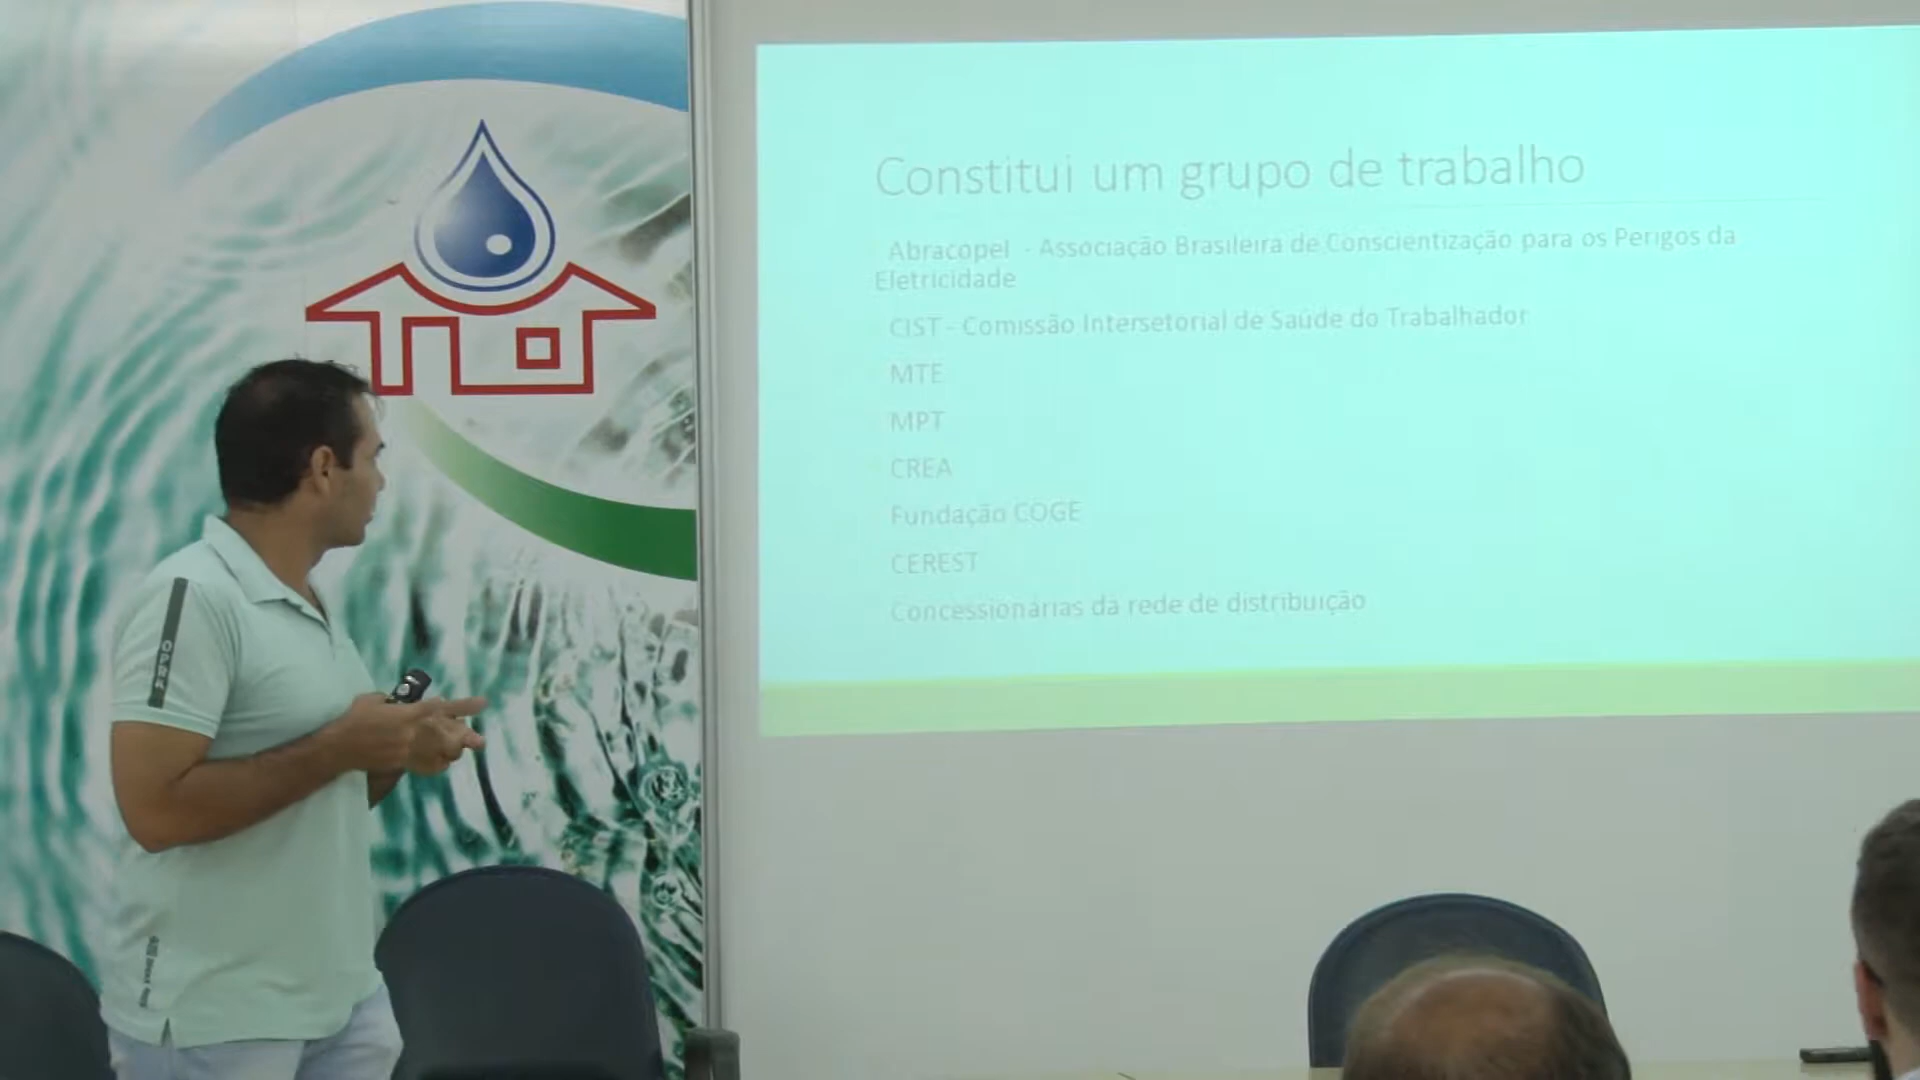 Constitui um grupo de trabalho
Abracopel - Associação Brasileira de Conscientização para os Perigos da
Eletricidade
CIST - Comissão Intersetorial de Saúde do Trabalhador
MTE
MPT
CREA
Fundação COGE
CEREST
Concessionárias da rede de distribuição